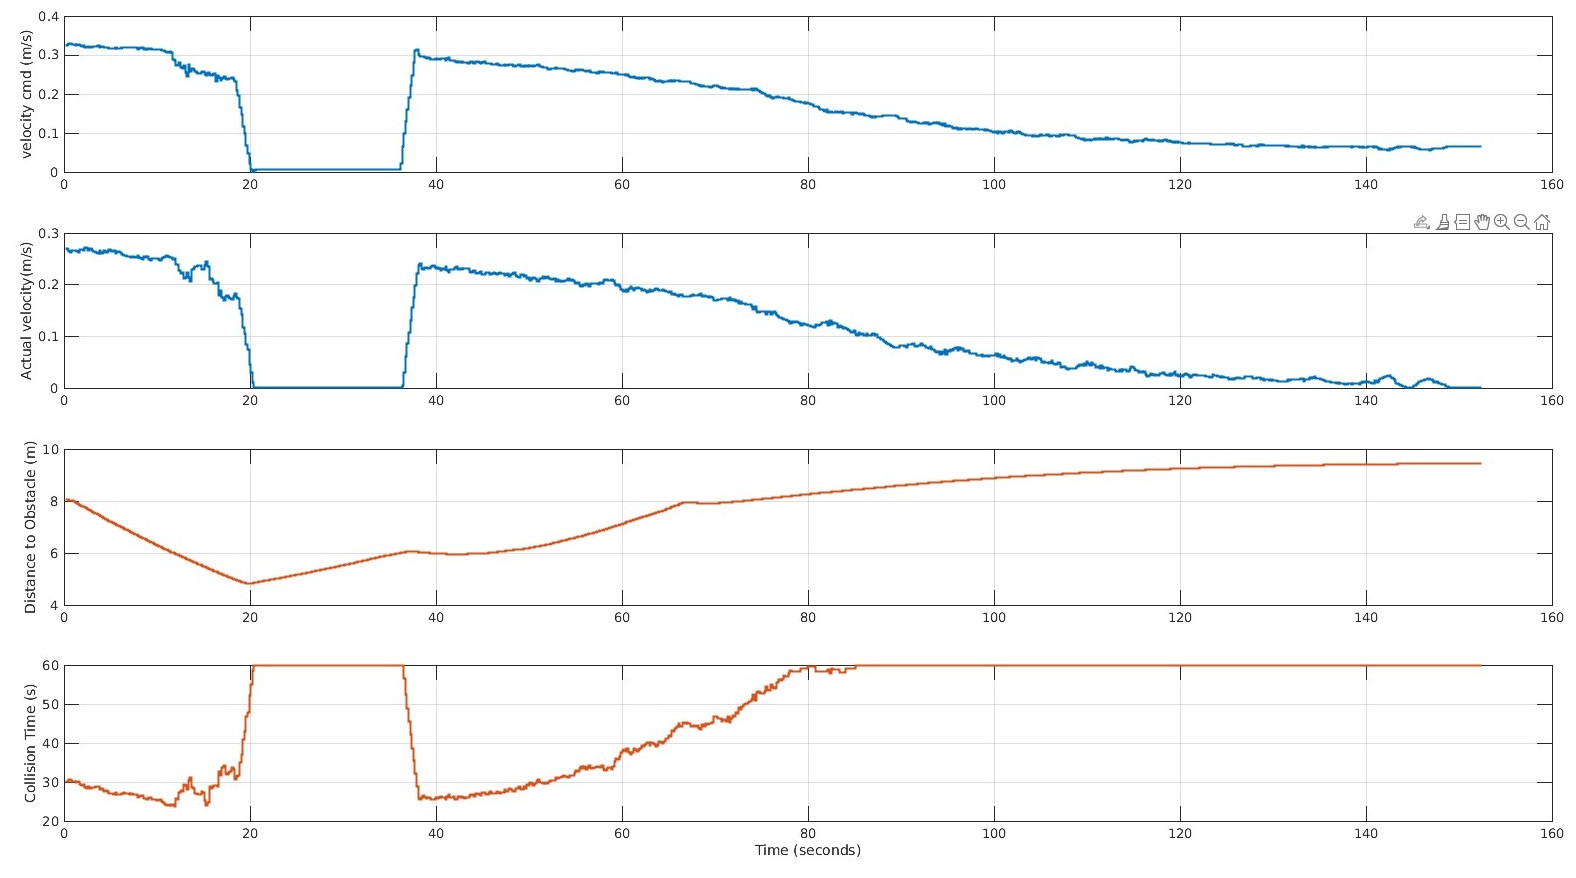 velocity cmd (m/s)
0.4
0.3
0.2
0.1
0
0 20 40 60 80 100 120 140 160
Actual velocity(m/s)
0.3
0.2
0.1
0
0 20 40 60 80 100 120 140 160
Distance to Obstacle (m)
10
8
6
4
0 20 40 60 80 100 120 140 160
Collision Time (s)
60
50
40
30
20
0 20 40 60 80 100 120 140 160
Time (seconds)